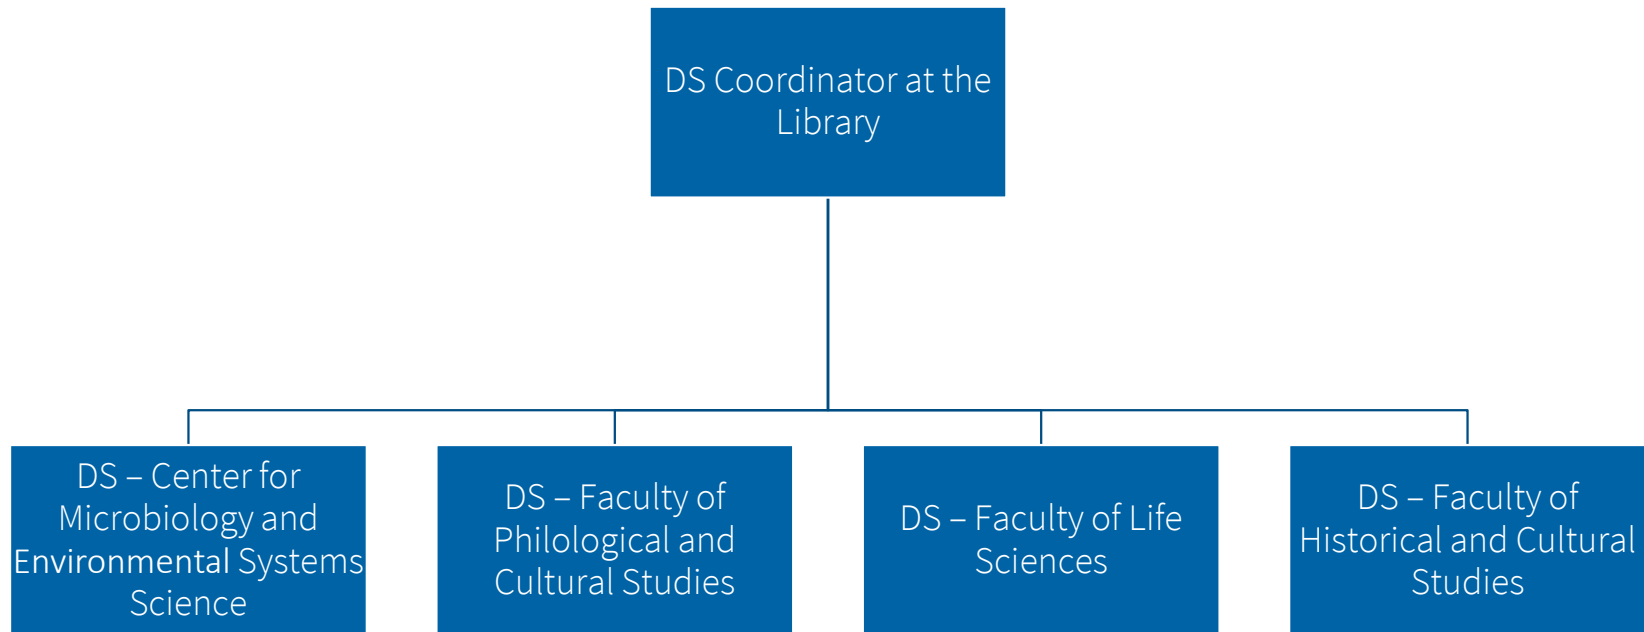 DS Coordinator at the
Library
DS – Center for
Microbiology and
Environmental Systems
Science
DS – Faculty of
Philological and
Cultural Studies
DS – Faculty of Life
Sciences
DS – Faculty of
Historical and Cultural
Studies